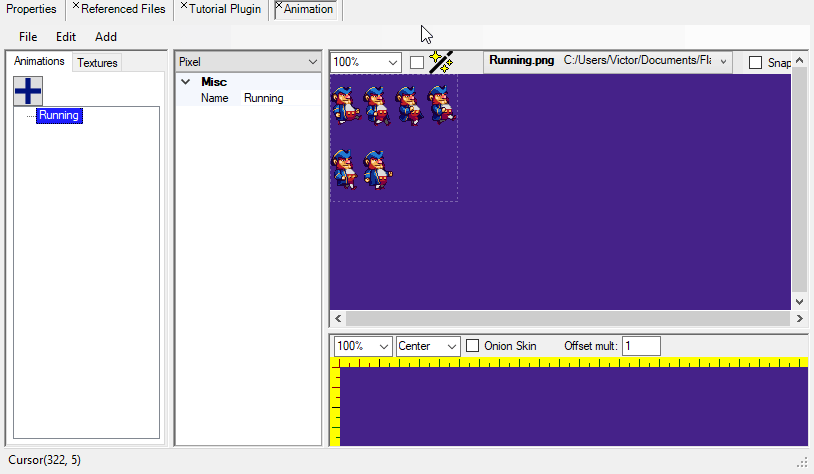 Properties
Referenced Files
Tutorial Plugin
Animation
File Edit Add
Animations Textures
Running
Pixel
Misc
Name Running
100%
Running.png C:/Users/Victor/Documents/Fla
Snap
100% Center Onion Skin Offset mult: 1
Cursor(322, 5)